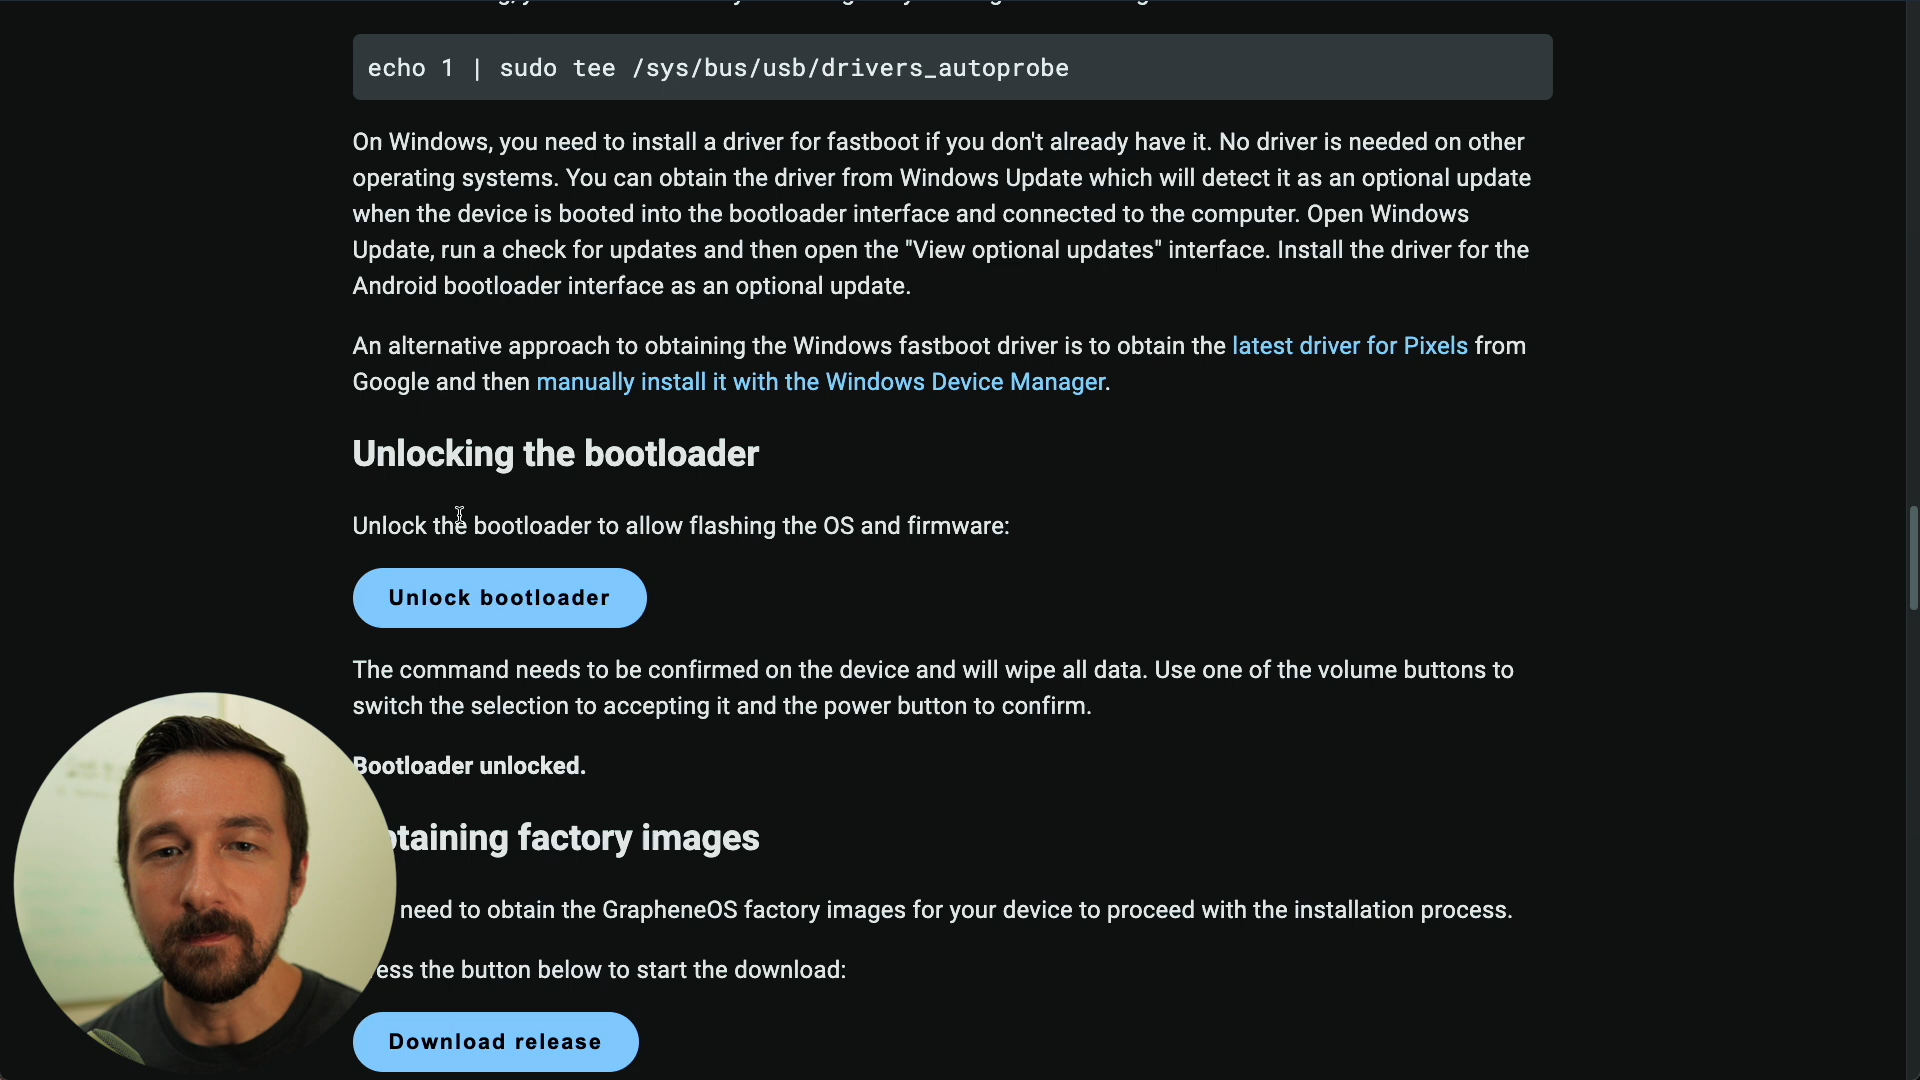 echo 1 | sudo tee /sys/bus/usb/drivers_autoprobe
On Windows, you need to install a driver for fastboot if you don't already have it. No driver is needed on other
operating systems. You can obtain the driver from Windows Update which will detect it as an optional update
when the device is booted into the bootloader interface and connected to the computer. Open Windows
Update, run a check for updates and then open the "View optional updates" interface. Install the driver for the
Android bootloader interface as an optional update.
An alternative approach to obtaining the Windows fastboot driver is to obtain the latest driver for Pixels from
Google and then manually install it with the Windows Device Manager.
Unlocking the bootloader
Unlock the bootloader to allow flashing the OS and firmware:
Unlock bootloader
The command needs to be confirmed on the device and will wipe all data. Use one of the volume buttons to
switch the selection to accepting it and the power button to confirm.
Bootloader unlocked.
taining factory images
need to obtain the GrapheneOS factory images for your device to proceed with the installation process.
ess the button below to start the download:
Download release